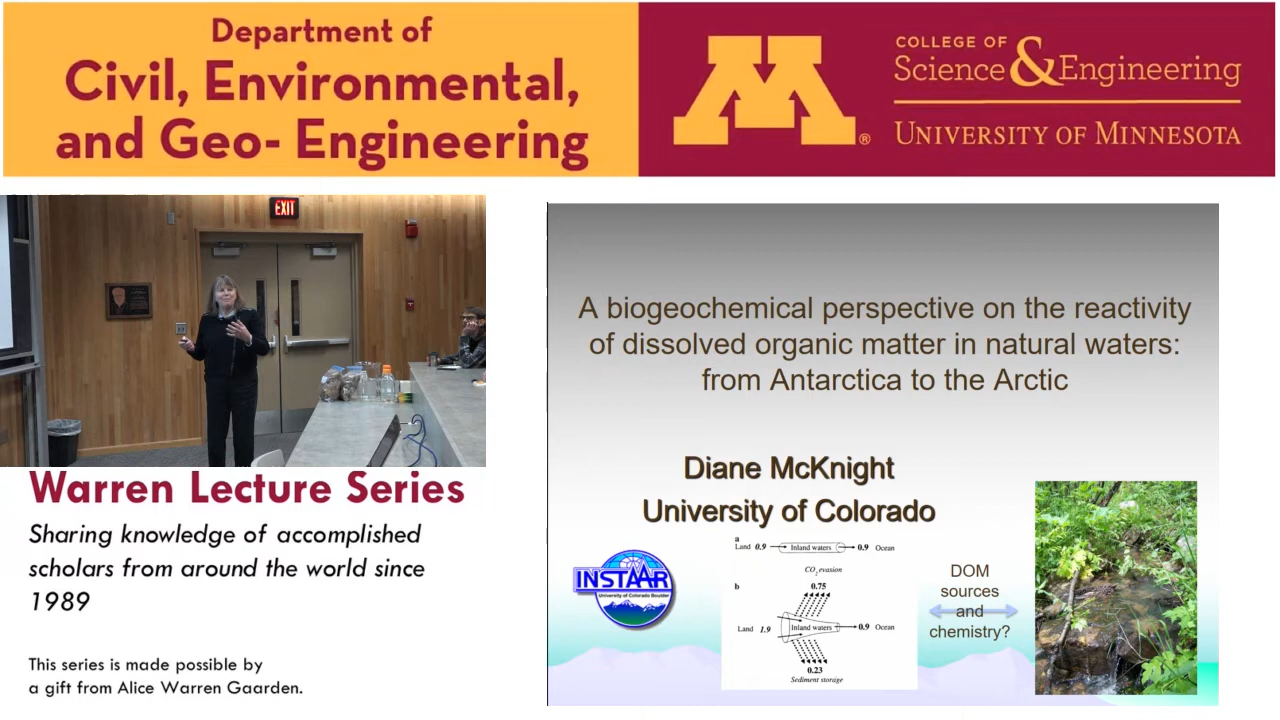 Department of
Civil, Environmental,
and Geo- Engineering
COLLEGE OF
Science & Engineering
UNIVERSITY OF MINNESOTA
®
EXIT
Warren Lecture Series
Sharing knowledge of accomplished
scholars from around the world since
1989
This series is made possible by
a gift from Alice Warren Gaarden.
A biogeochemical perspective on the reactivity
of dissolved organic matter in natural waters:
from Antarctica to the Arctic
Diane McKnight
University of Colorado
INSTAAR
University of Colorado Boulder
a
Land 0.9 Inland waters 0.9 Ocean
CO2 evasion
b
0.75
Land 1.9 Inland waters 0.9 Ocean
0.23
Sediment storage
DOM
sources
and
chemistry?